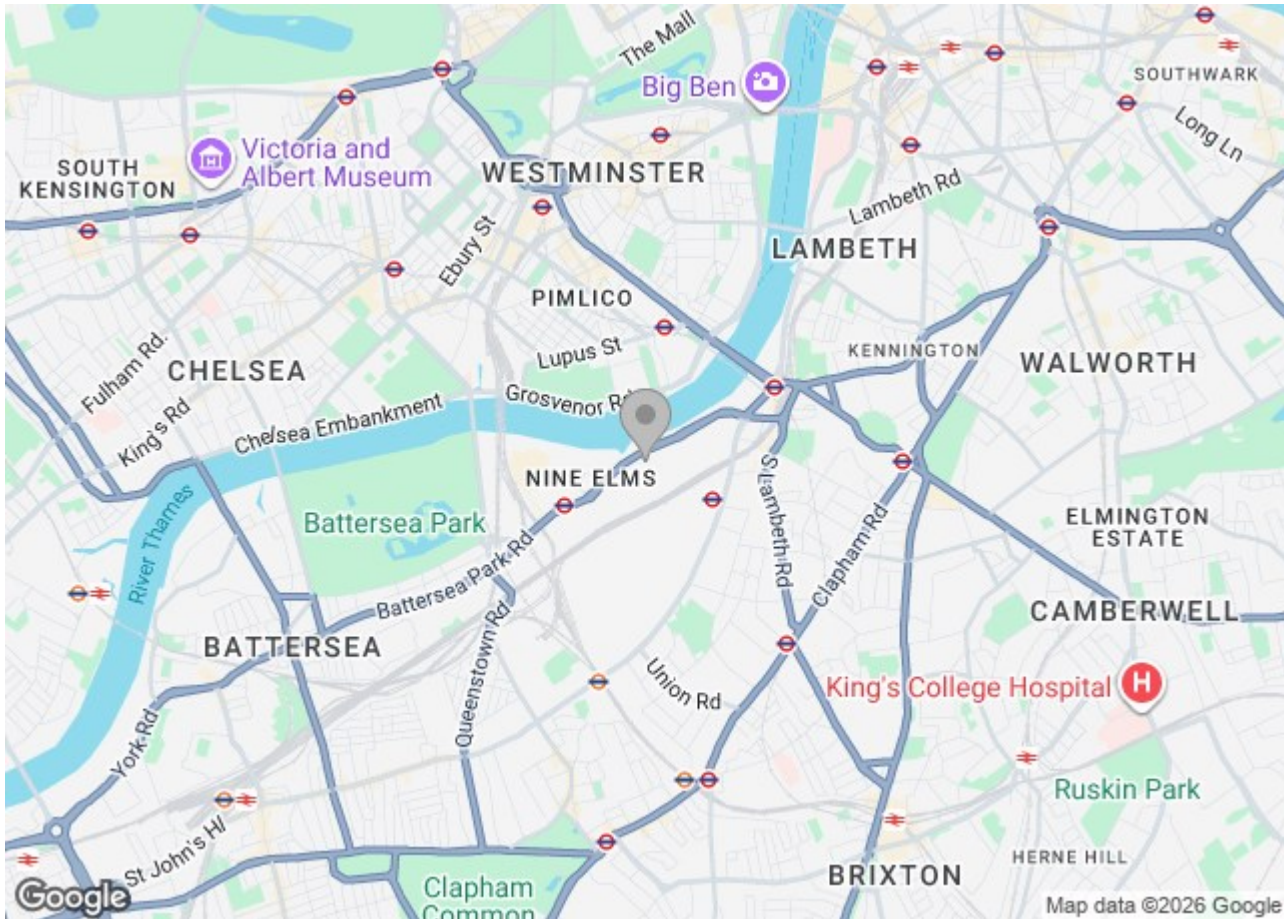 The Mall
Big Ben
SOUTHWARK
Long Ln
Victoria and
Albert Museum
SOUTH
KENSINGTON
WESTMINSTER
Lambeth Rd
Ebury St
LAMBETH
PIMLICO
Lupus St
KENNINGTON
WALWORTH
Fulham Rd.
CHELSEA
King's Rd
Chelsea Embankment
Grosvenor Rd
NINE ELMS
S Lambeth Rd
Clapham Rd
Battersea Park
ELMINGTON
ESTATE
River Thames
Battersea Park Rd
CAMBERWELL
BATTERSEA
Queenstown Rd
Union Rd
King's College Hospital
H
York Rd
Ruskin Park
St John's Hl
HERNE HILL
BRIXTON
Clapham
Common
Google
Map data ©2026 Google